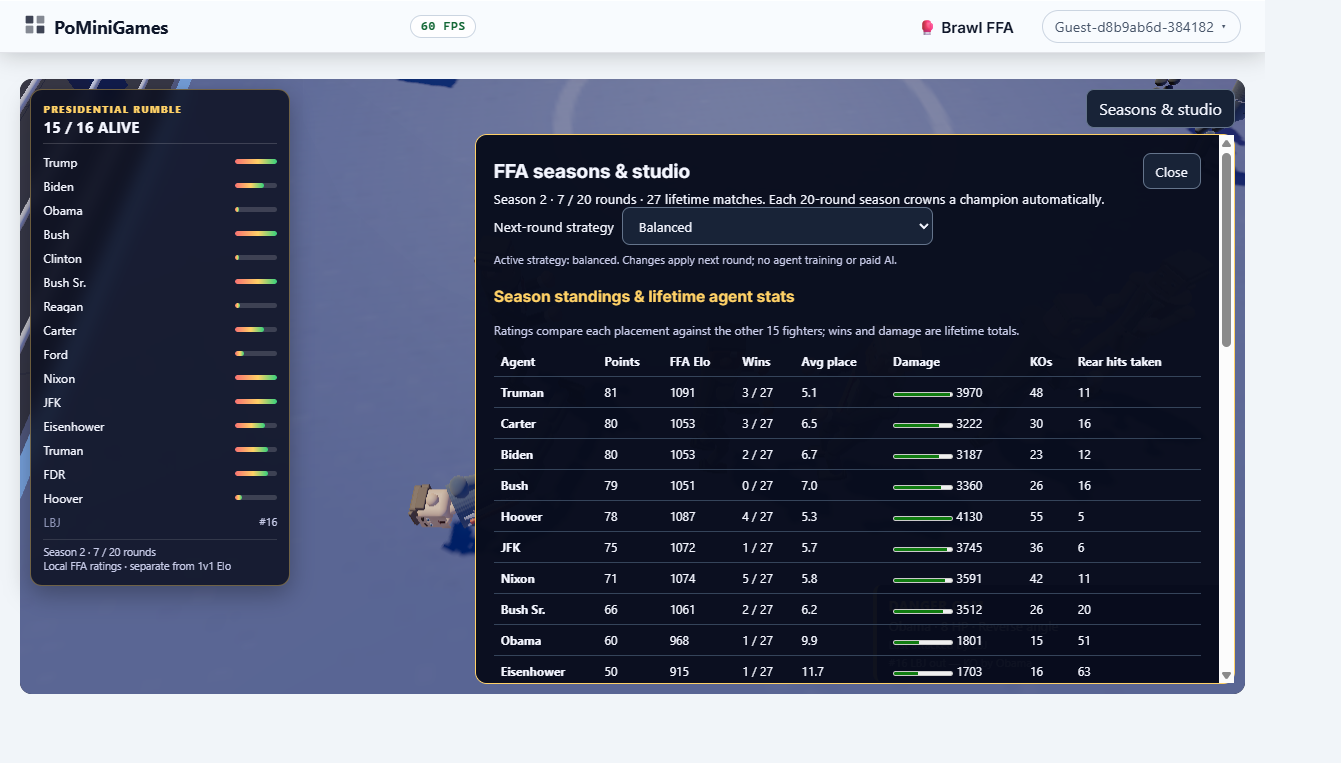 PoMiniGames
60 FPS
Brawl FFA
Guest-d8b9ab6d-384182
PRESIDENTIAL RUMBLE
15 / 16 ALIVE
Trump
Biden
Obama
Bush
Clinton
Bush Sr.
Reagan
Carter
Ford
Nixon
JFK
Eisenhower
Truman
FDR
Hoover
LBJ #16
Season 2 · 7 / 20 rounds
Local FFA ratings · separate from 1v1 Elo
Seasons & studio
FFA seasons & studio
Close
Season 2 · 7 / 20 rounds · 27 lifetime matches. Each 20-round season crowns a champion automatically.
Next-round strategy Balanced
Active strategy: balanced. Changes apply next round; no agent training or paid AI.
Season standings & lifetime agent stats
Ratings compare each placement against the other 15 fighters; wins and damage are lifetime totals.
Agent Points FFA Elo Wins Avg place Damage KOs Rear hits taken
Truman 81 1091 3 / 27 5.1 3970 48 11
Carter 80 1053 3 / 27 6.5 3222 30 16
Biden 80 1053 2 / 27 6.7 3187 23 12
Bush 79 1051 0 / 27 7.0 3360 26 16
Hoover 78 1087 4 / 27 5.3 4130 55 5
JFK 75 1072 1 / 27 5.7 3745 36 6
Nixon 71 1074 5 / 27 5.8 3591 42 11
Bush Sr. 66 1061 2 / 27 6.2 3512 26 20
Obama 60 968 1 / 27 9.9 1801 15 51
Eisenhower 50 915 1 / 27 11.7 1703 16 63